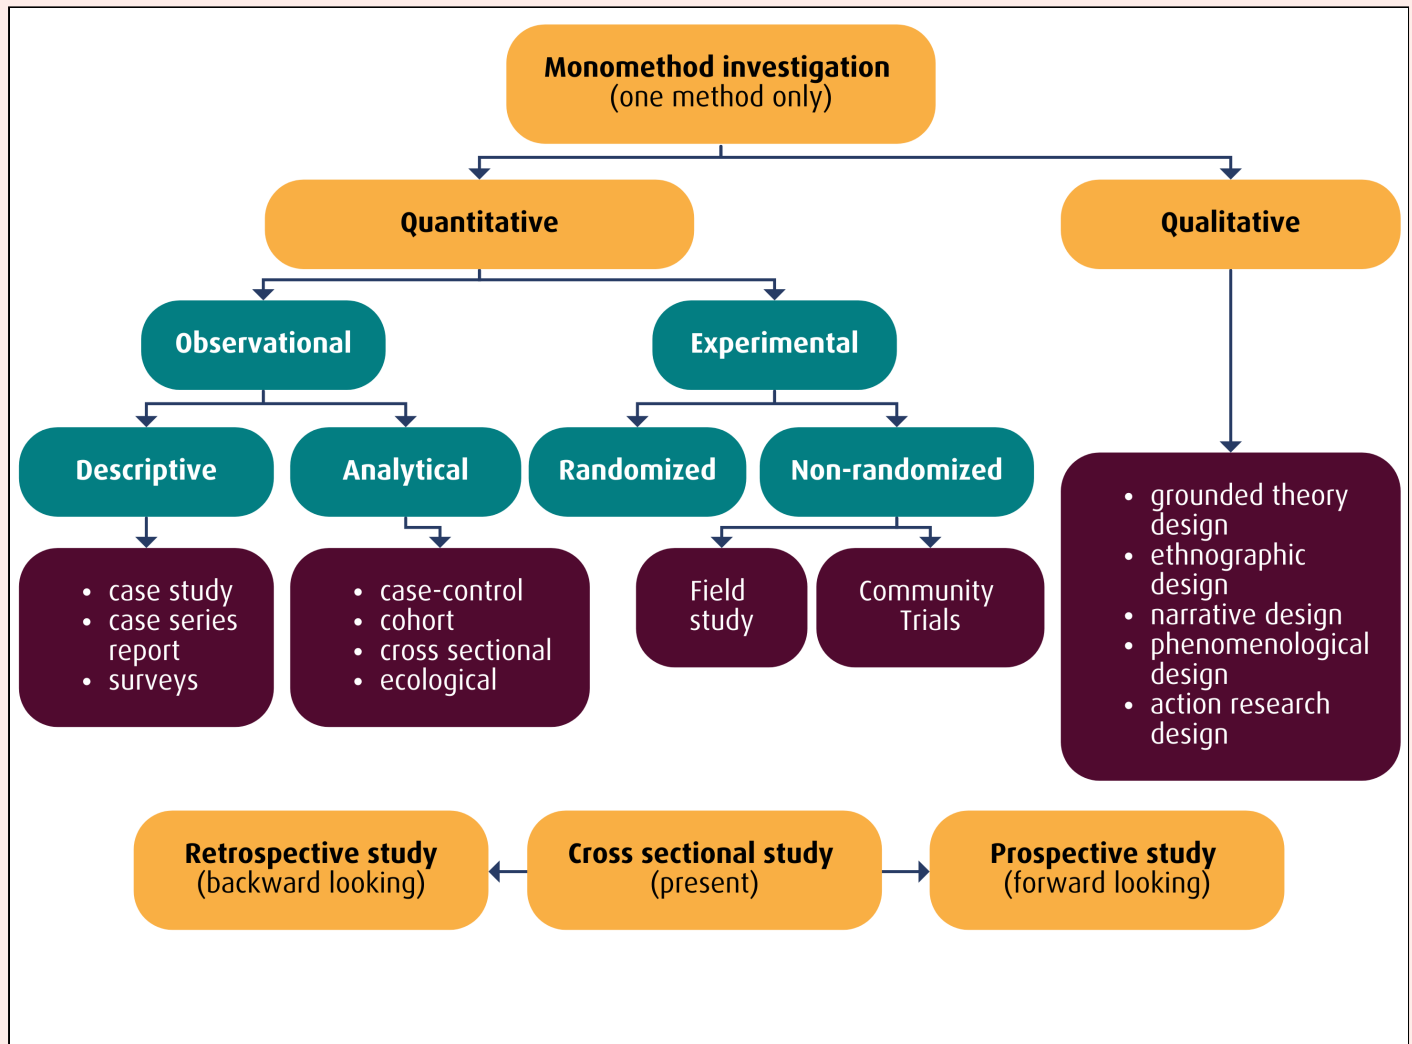 Monomethod investigation
(one method only)
Quantitative
Qualitative
Observational
Experimental
Descriptive
Analytical
Randomized
Non-randomized
• case study
• case series
report
• surveys
• case-control
• cohort
• cross sectional
• ecological
Field
study
Community
Trials
• grounded theory
design
• ethnographic
design
• narrative design
• phenomenological
design
• action research
design
Retrospective study
(backward looking)
Cross sectional study
(present)
Prospective study
(forward looking)